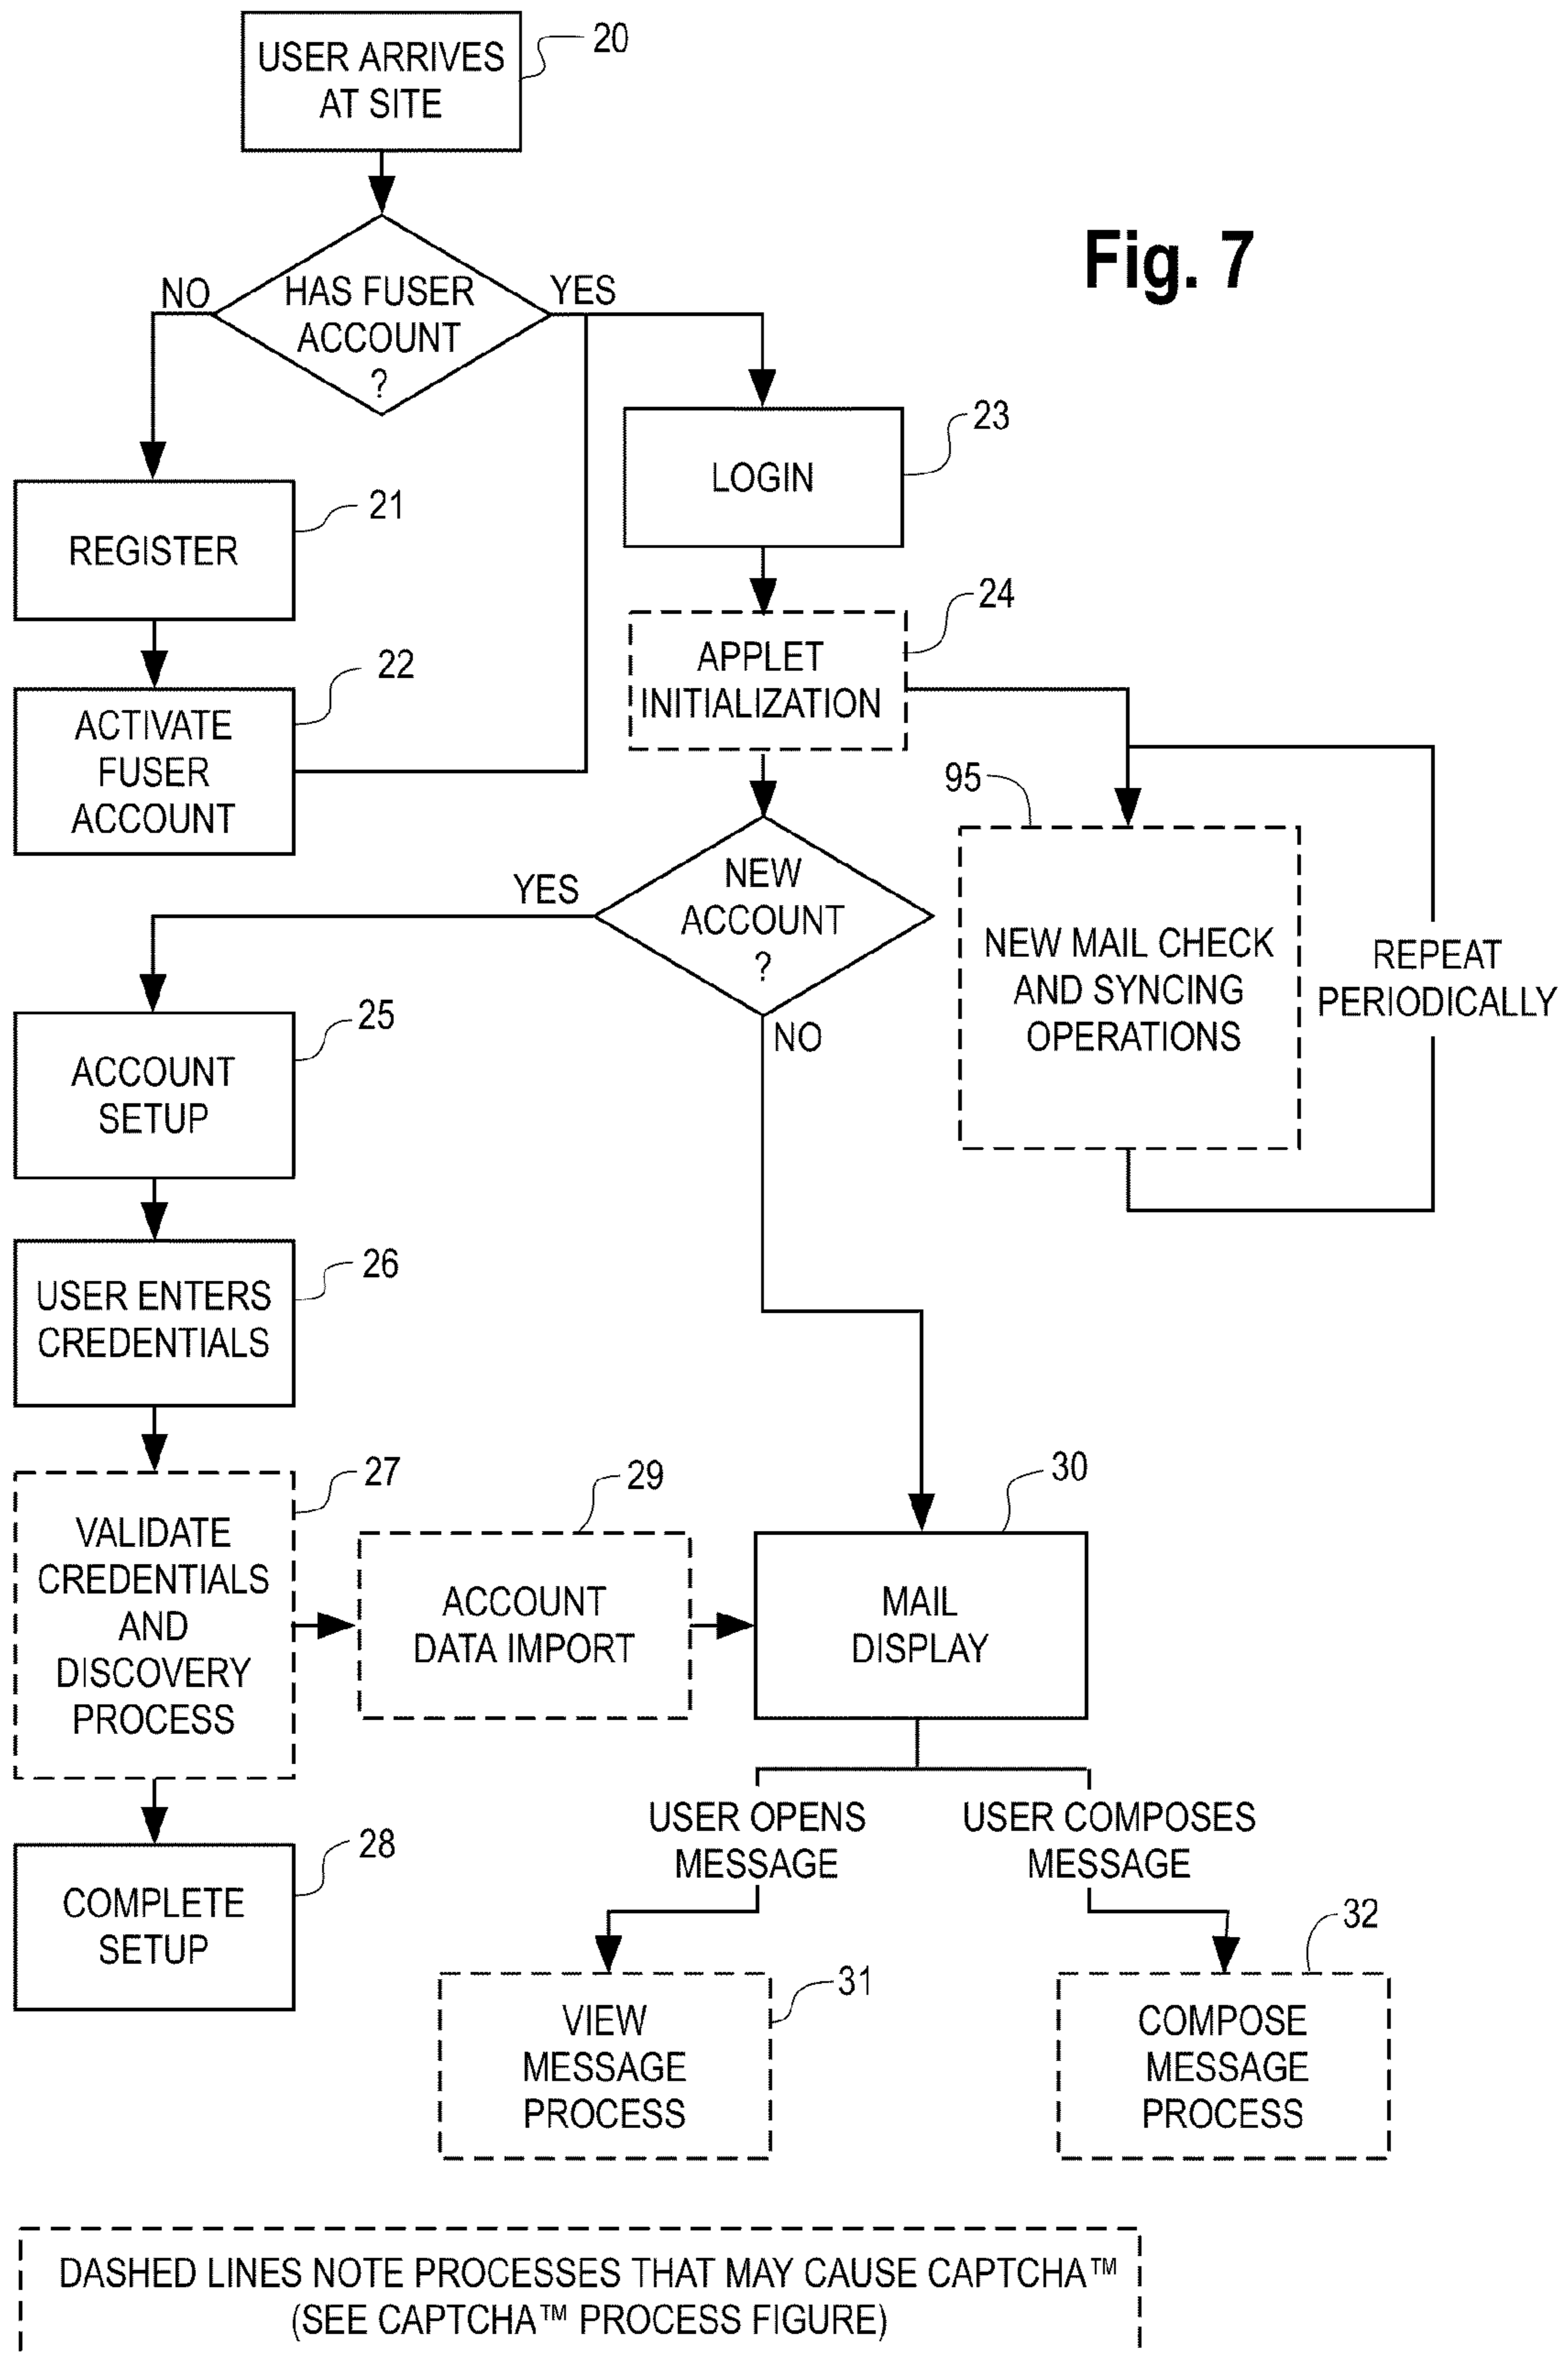 USER ARRIVES
AT SITE
20
Fig. 7
HAS FUSER
ACCOUNT
?
NO
YES
LOGIN
23
REGISTER
21
APPLET
INITIALIZATION
24
ACTIVATE
FUSER
ACCOUNT
22
95
NEW MAIL CHECK
AND SYNCING
OPERATIONS
REPEAT
PERIODICALLY
NEW
ACCOUNT
?
YES
NO
ACCOUNT
SETUP
25
USER ENTERS
CREDENTIALS
26
VALIDATE
CREDENTIALS
AND
DISCOVERY
PROCESS
27
ACCOUNT
DATA IMPORT
29
MAIL
DISPLAY
30
COMPLETE
SETUP
28
USER OPENS
MESSAGE
USER COMPOSES
MESSAGE
VIEW
MESSAGE
PROCESS
31
COMPOSE
MESSAGE
PROCESS
32
DASHED LINES NOTE PROCESSES THAT MAY CAUSE CAPTCHA™
(SEE CAPTCHA™ PROCESS FIGURE)